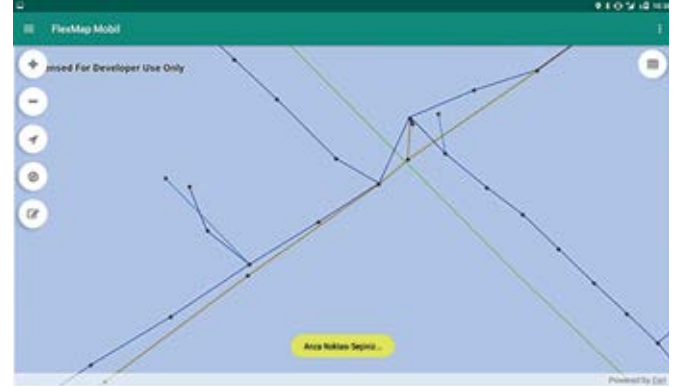 FlexMap Mobil
ensed For Developer Use Only
Arıza Noktası Seçiniz...
Powered by Esri